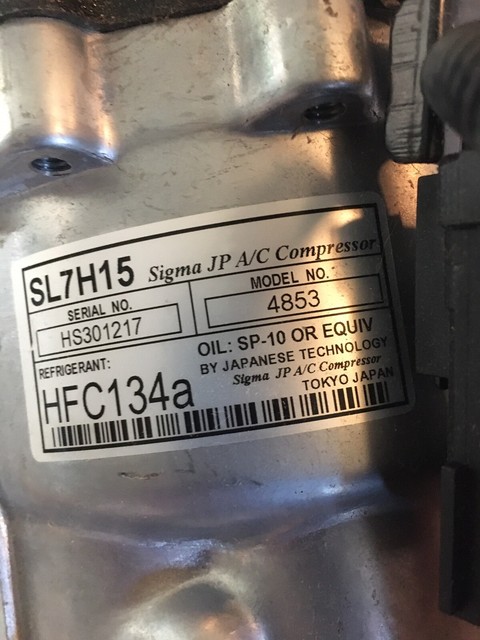 SL7H15 Sigma JP A/C Compressor
SERIAL NO.
HS301217
MODEL NO.
4853
REFRIGERANT:
HFC134a
OIL: SP-10 OR EQUIV
BY JAPANESE TECHNOLOGY
Sigma JP A/C Compressor
TOKYO JAPAN